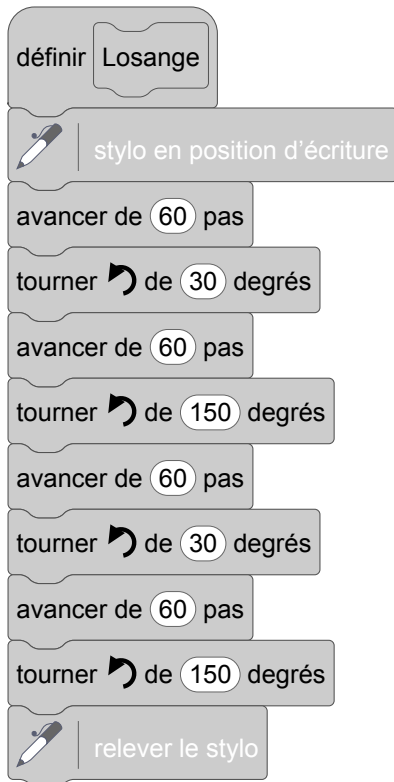 définir Losange
stylo en position d’écriture
avancer de 60 pas
tourner de 30 degrés
avancer de 60 pas
tourner de 150 degrés
avancer de 60 pas
tourner de 30 degrés
avancer de 60 pas
tourner de 150 degrés
relever le stylo